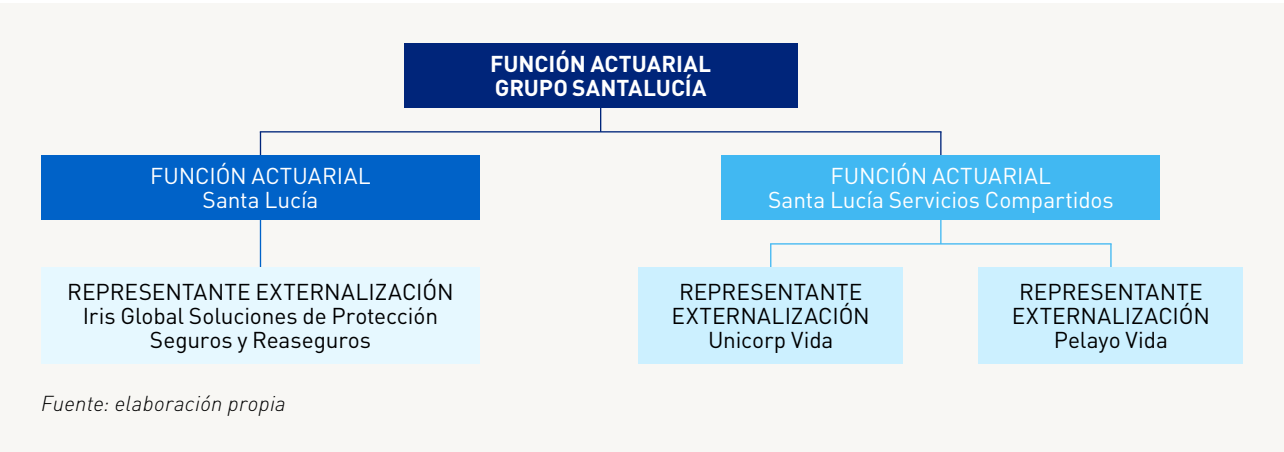 FUNCIÓN ACTUARIAL
GRUPO SANTALUCÍA
FUNCIÓN ACTUARIAL
Santa Lucía
FUNCIÓN ACTUARIAL
Santa Lucía Servicios Compartidos
REPRESENTANTE EXTERNALIZACIÓN
Iris Global Soluciones de Protección
Seguros y Reaseguros
REPRESENTANTE
EXTERNALIZACIÓN
Unicorp Vida
REPRESENTANTE
EXTERNALIZACIÓN
Pelayo Vida
Fuente: elaboración propia